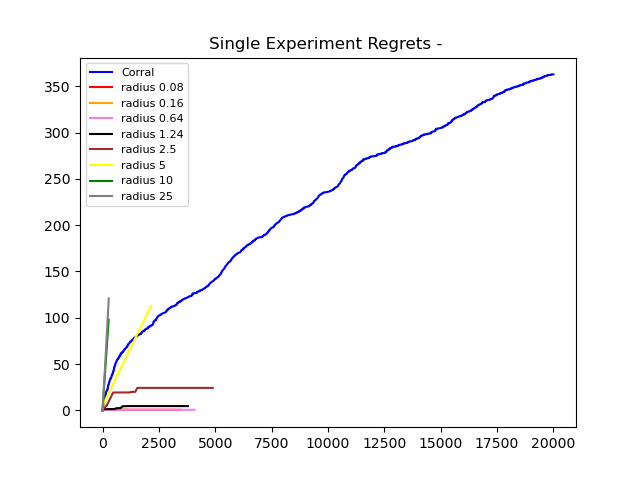 Single Experiment Regrets -
Corral
radius 0.08
radius 0.16
radius 0.64
radius 1.24
radius 2.5
radius 5
radius 10
radius 25
350
300
250
200
150
100
50
0
0 2500 5000 7500 10000 12500 15000 17500 20000